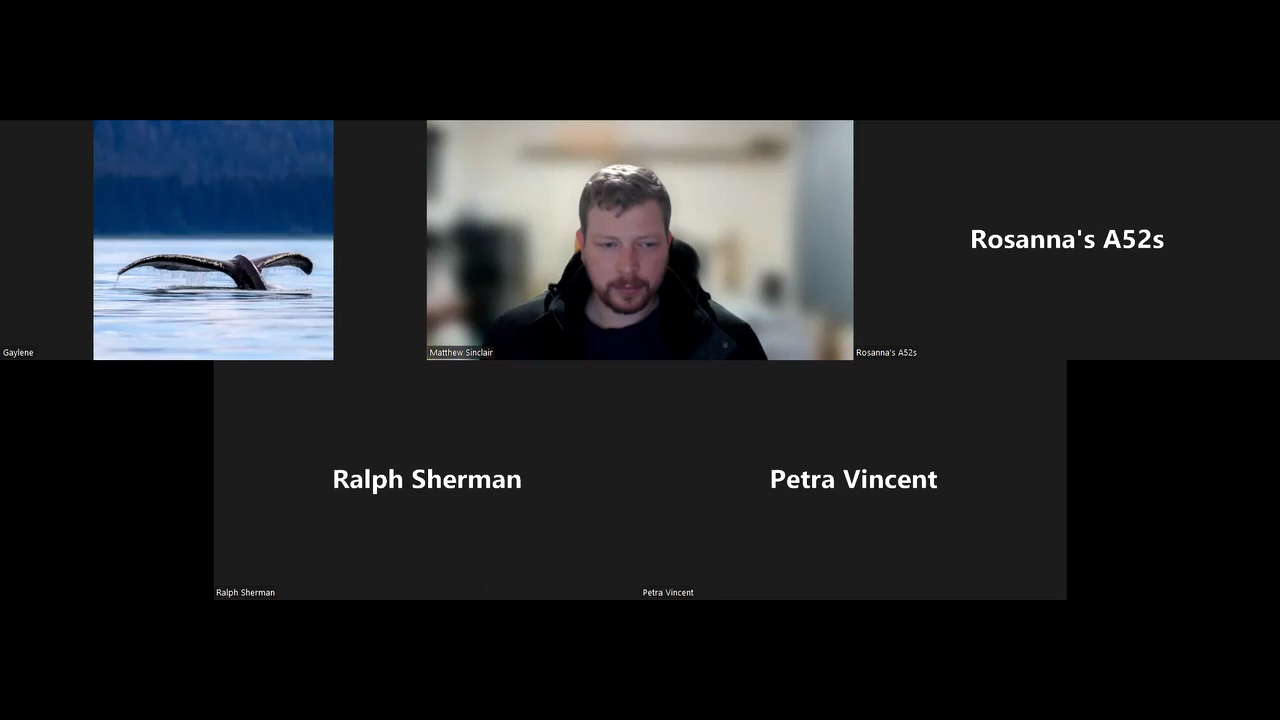 Gaylene
Matthew Sinclair
Rosanna's A52s
Rosanna's A52s
Ralph Sherman
Petra Vincent
Ralph Sherman
Petra Vincent